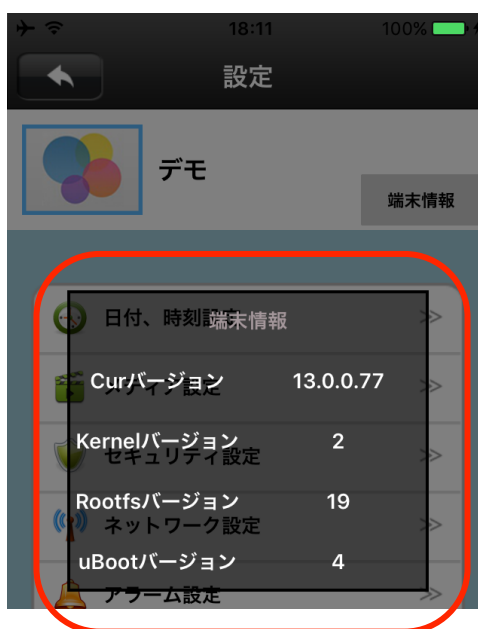 18:11
100%
設定
デモ
端末情報
日付、時刻設定
端末情報
Curバージョン 13.0.0.77
メディア設定
Kernelバージョン 2
セキュリティ設定
Rootfsバージョン 19
ネットワーク設定
uBootバージョン 4
アラーム設定